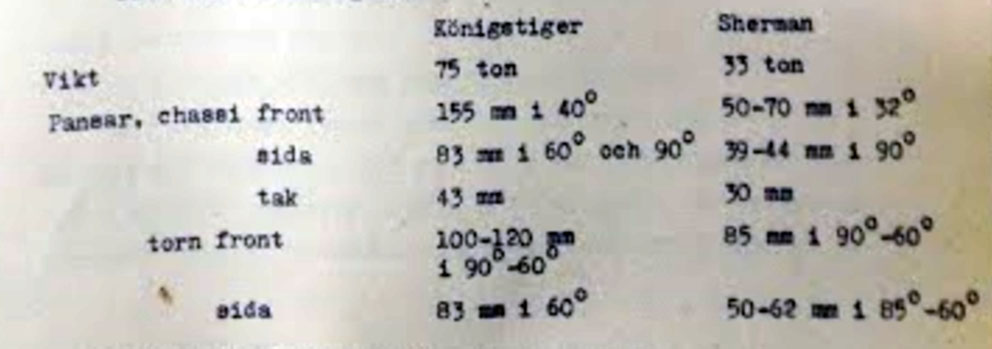 Königstiger Sherman
Vikt 75 ton 33 ton
Pansar, chassi front 155 mm i 40° 50-70 mm i 32°
sida 83 mm i 60° och 90° 39-44 mm i 90°
tak 43 mm 30 mm
torn front 100-120 mm 85 mm i 90°-60°
i 90°-60°
sida 83 mm i 60° 50-62 mm i 85°-60°